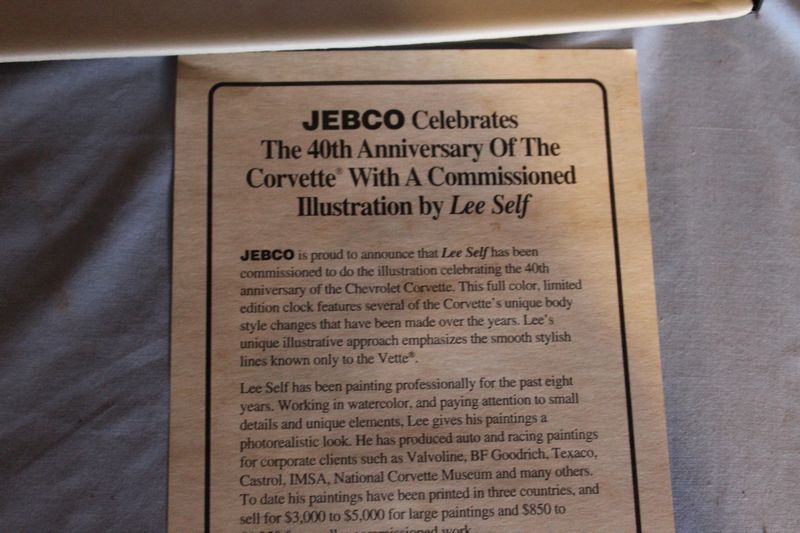 JEBCO Celebrates
The 40th Anniversary Of The
Corvette® With A Commissioned
Illustration by Lee Self
JEBCO is proud to announce that Lee Self has been
commissioned to do the illustration celebrating the 40th
anniversary of the Chevrolet Corvette. This full color, limited
edition clock features several of the Corvette's unique body
style changes that have been made over the years. Lee's
unique illustrative approach emphasizes the smooth stylish
lines known only to the Vette®.
Lee Self has been painting professionally for the past eight
years. Working in watercolor, and paying attention to small
details and unique elements, Lee gives his paintings a
photorealistic look. He has produced auto and racing paintings
for corporate clients such as Valvoline, BF Goodrich, Texaco,
Castrol, IMSA, National Corvette Museum and many others.
To date his paintings have been printed in three countries, and
sell for $3,000 to $5,000 for large paintings and $850 to
commissioned work